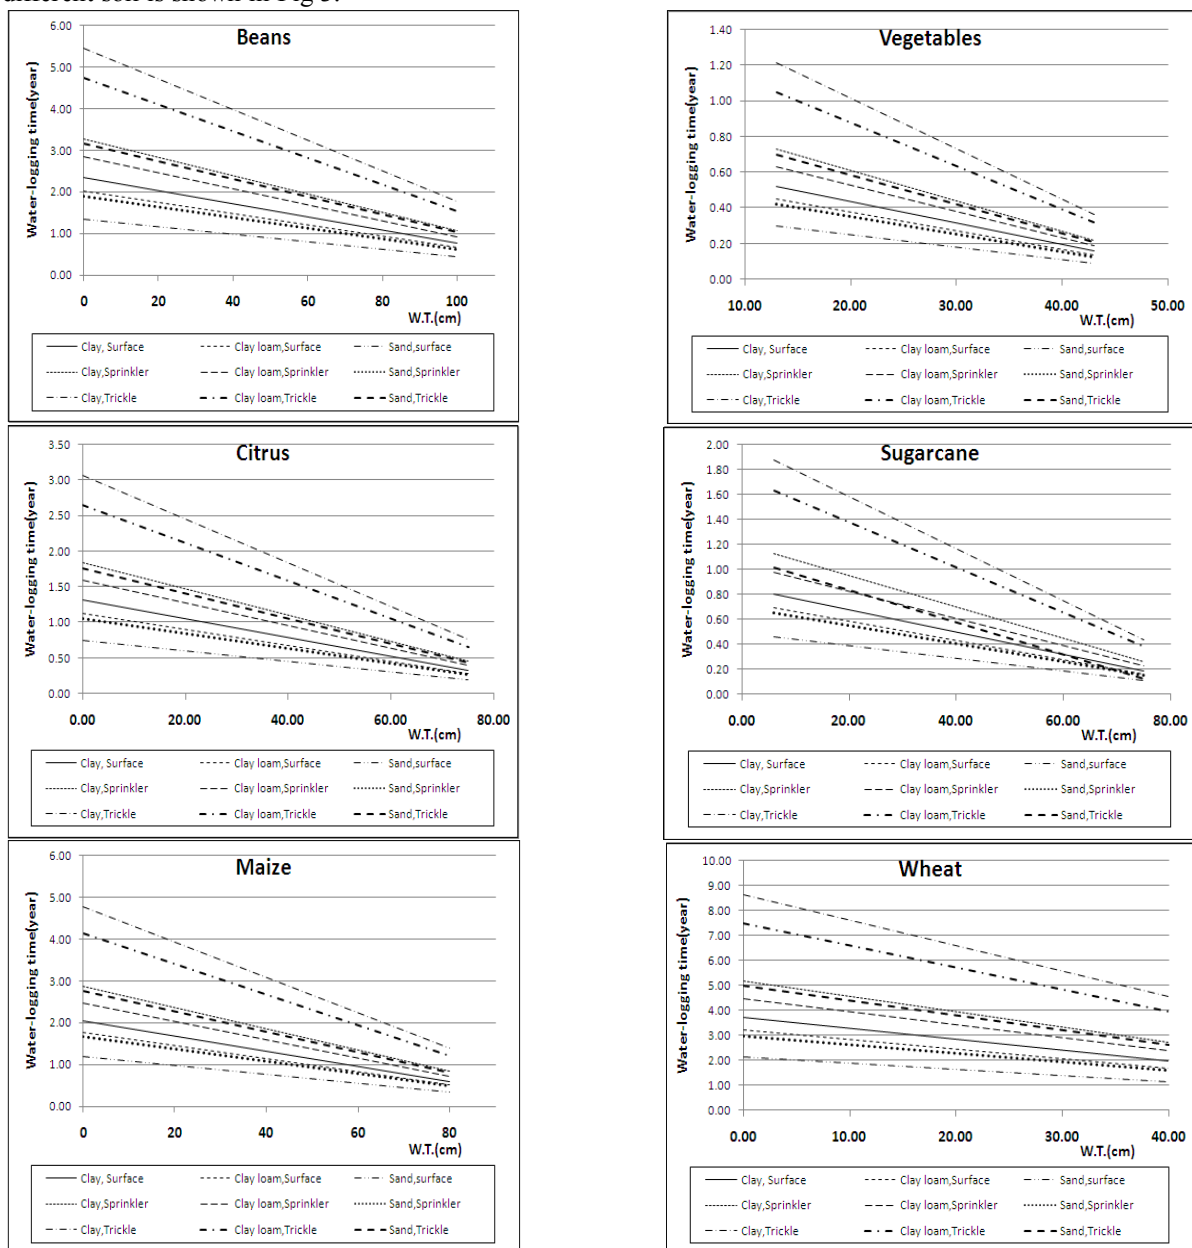 different soil is shown in Fig
Beans
Water-logging time(year)
6.00
5.00
4.00
3.00
2.00
1.00
0.00
0 20 40 60 80 100
W.T.(cm)
Clay, Surface Clay loam,Surface Sand,surface
Clay,Sprinkler Clay loam,Sprinkler Sand,Sprinkler
Clay,Trickle Clay loam,Trickle Sand,Trickle
Vegetables
Water-logging time(year)
1.40
1.20
1.00
0.80
0.60
0.40
0.20
0.00
10.00 20.00 30.00 40.00 50.00
W.T.(cm)
Clay, Surface Clay loam,Surface Sand,surface
Clay,Sprinkler Clay loam,Sprinkler Sand,Sprinkler
Clay,Trickle Clay loam,Trickle Sand,Trickle
Citrus
Water-logging time(year)
3.50
3.00
2.50
2.00
1.50
1.00
0.50
0.00
0.00 20.00 40.00 60.00 80.00
W.T.(cm)
Clay, Surface Clay loam,Surface Sand,surface
Clay,Sprinkler Clay loam,Sprinkler Sand,Sprinkler
Clay,Trickle Clay loam,Trickle Sand,Trickle
Sugarcane
Water-logging time(year)
2.00
1.80
1.60
1.40
1.20
1.00
0.80
0.60
0.40
0.20
0.00
0.00 20.00 40.00 60.00 80.00
W.T.(cm)
Clay, Surface Clay loam,Surface Sand,surface
Clay,Sprinkler Clay loam,Sprinkler Sand,Sprinkler
Clay,Trickle Clay loam,Trickle Sand,Trickle
Maize
Water-logging time(year)
6.00
5.00
4.00
3.00
2.00
1.00
0.00
0 20 40 60 80
W.T.(cm)
Clay, Surface Clay loam,Surface Sand,surface
Clay,Sprinkler Clay loam,Sprinkler Sand,Sprinkler
Clay,Trickle Clay loam,Trickle Sand,Trickle
Wheat
Water-logging time(year)
10.00
9.00
8.00
7.00
6.00
5.00
4.00
3.00
2.00
1.00
0.00
0.00 10.00 20.00 30.00 40.00
W.T.(cm)
Clay, Surface Clay loam,Surface Sand,surface
Clay,Sprinkler Clay loam,Sprinkler Sand,Sprinkler
Clay,Trickle Clay loam,Trickle Sand,Trickle